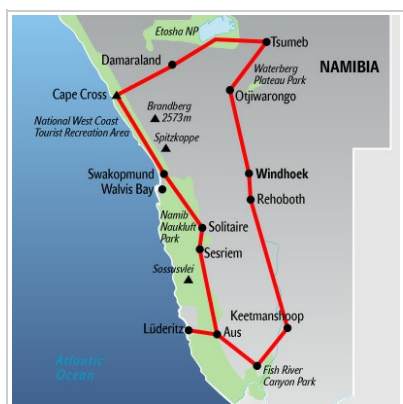 Etosha NP
Tsumeb
Damaraland
Waterberg
Plateau Park
NAMIBIA
Cape Cross
Otjiwarongo
Brandberg
2573 m
National West Coast
Tourist Recreation Area
Spitzkoppe
Swakopmund
Windhoek
Walvis Bay
Rehoboth
Namib
Naukluft
Park
Solitaire
Sesriem
Sossusvlei
Keetmanshoop
Lüderitz
Aus
Atlantic
Ocean
Fish River
Canyon Park